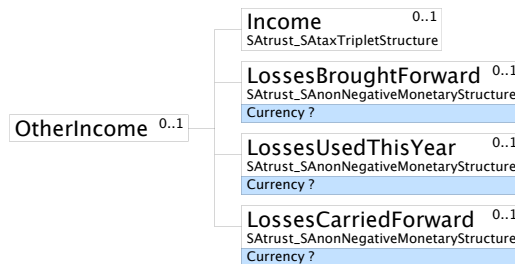 Income 0..1
SAtrust_SAtaxTripletStructure
LossesBroughtForward 0..1
SAtrust_SAnonNegativeMonetaryStructure
Currency ?
OtherIncome 0..1
LossesUsedThisYear 0..1
SAtrust_SAnonNegativeMonetaryStructure
Currency ?
LossesCarriedForward 0..1
SAtrust_SAnonNegativeMonetaryStructure
Currency ?